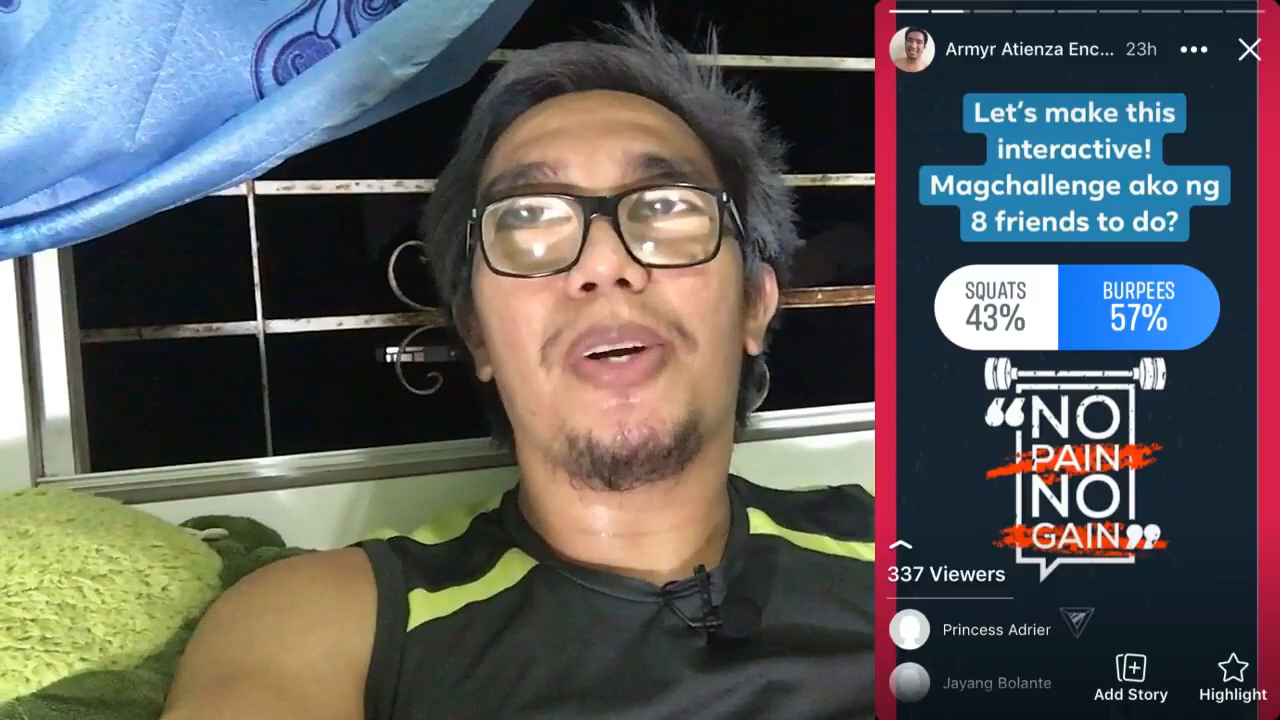 Armyr Atienza Enc... 23h
Let's make this
interactive!
Magchallenge ako ng
8 friends to do?
SQUATS BURPEES
43% 57%
“NO
PAIN
NO
GAIN”
337 Viewers
Princess Adrier
Jayang Bolante
Add Story Highlight